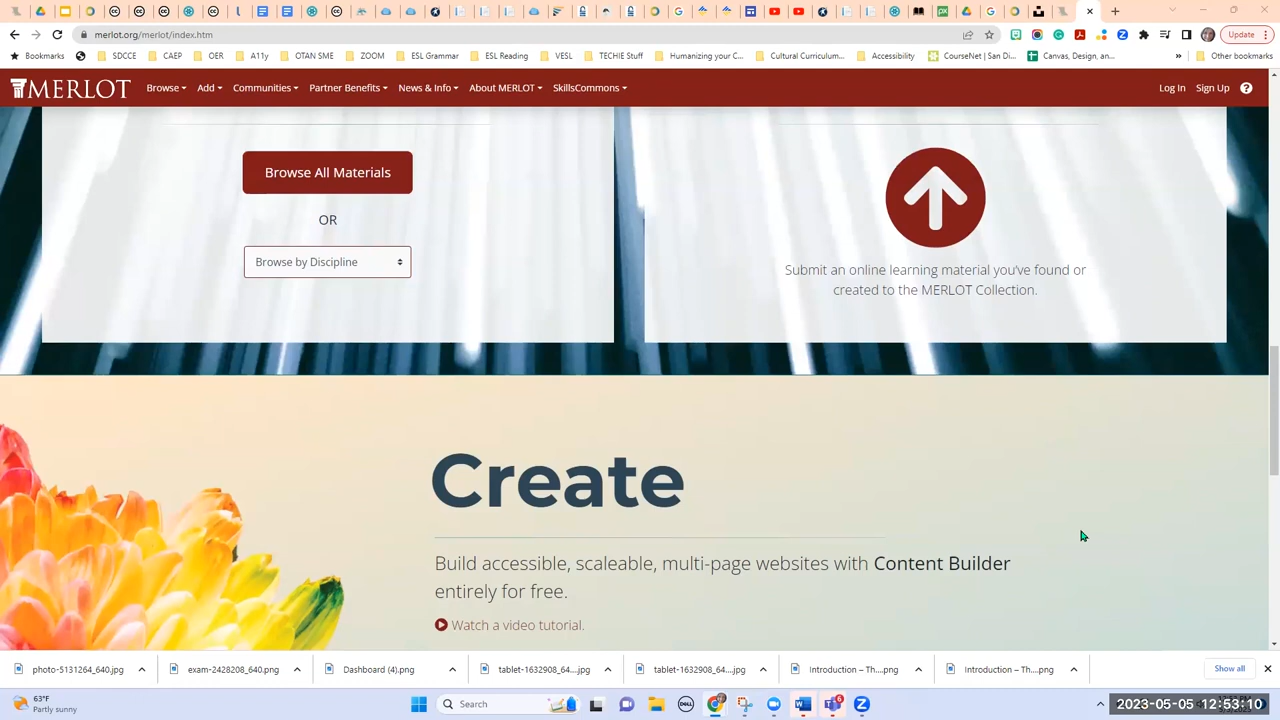 merlot.org/merlot/index.htm
Update
Bookmarks
SDCCE
CAEP
OER
A11y
OTAN SME
ZOOM
ESL Grammar
ESL Reading
VESL
TECHIE Stuff
Humanizing your C...
Cultural Curriculum...
Accessibility
CourseNet | San Di...
Canvas, Design, an...
»
Other bookmarks
MERLOT
Browse
Add
Communities
Partner Benefits
News & Info
About MERLOT
SkillsCommons
Log In
Sign Up
?
Browse All Materials
OR
Browse by Discipline
Submit an online learning material you've found or
created to the MERLOT Collection.
Create
Build accessible, scaleable, multi-page websites with Content Builder
entirely for free.
Watch a video tutorial.
photo-5131264_640.jpg
exam-2428208_640.png
Dashboard (4).png
tablet-1632908_64....jpg
tablet-1632908_64....jpg
Introduction – Th....png
Introduction – Th....png
Show all
63°F
Partly sunny
Search
DELL
6
2023-05-05 12:53:10